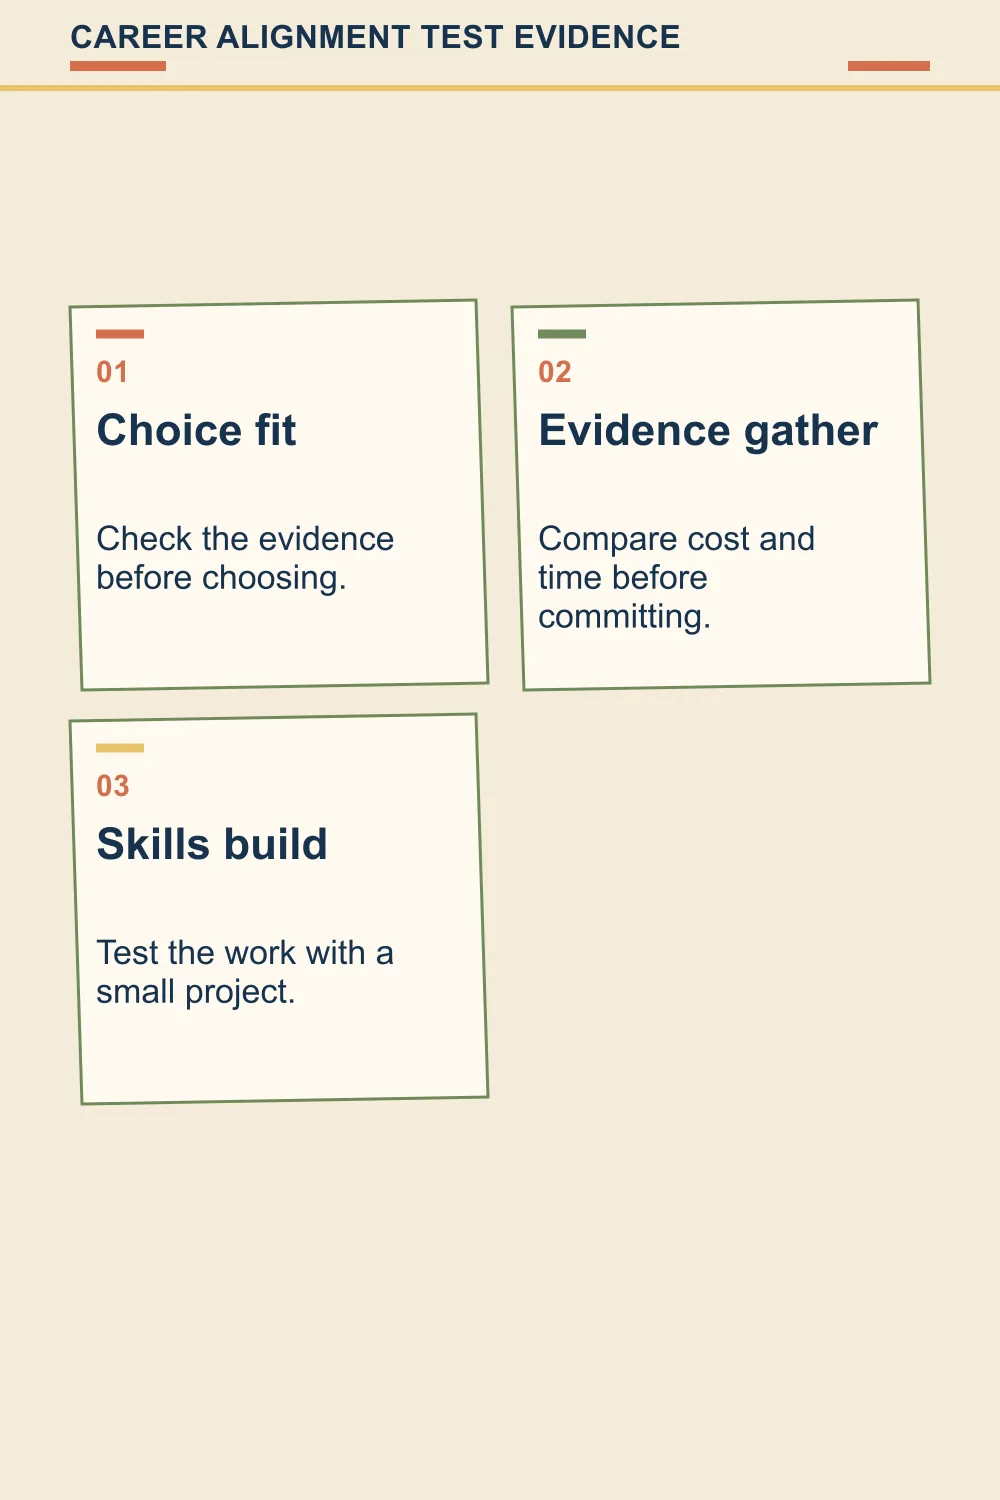 CAREER ALIGNMENT TEST EVIDENCE
01
Choice fit
Check the evidence
before choosing.
02
Evidence gather
Compare cost and
time before
committing.
03
Skills build
Test the work with a
small project.